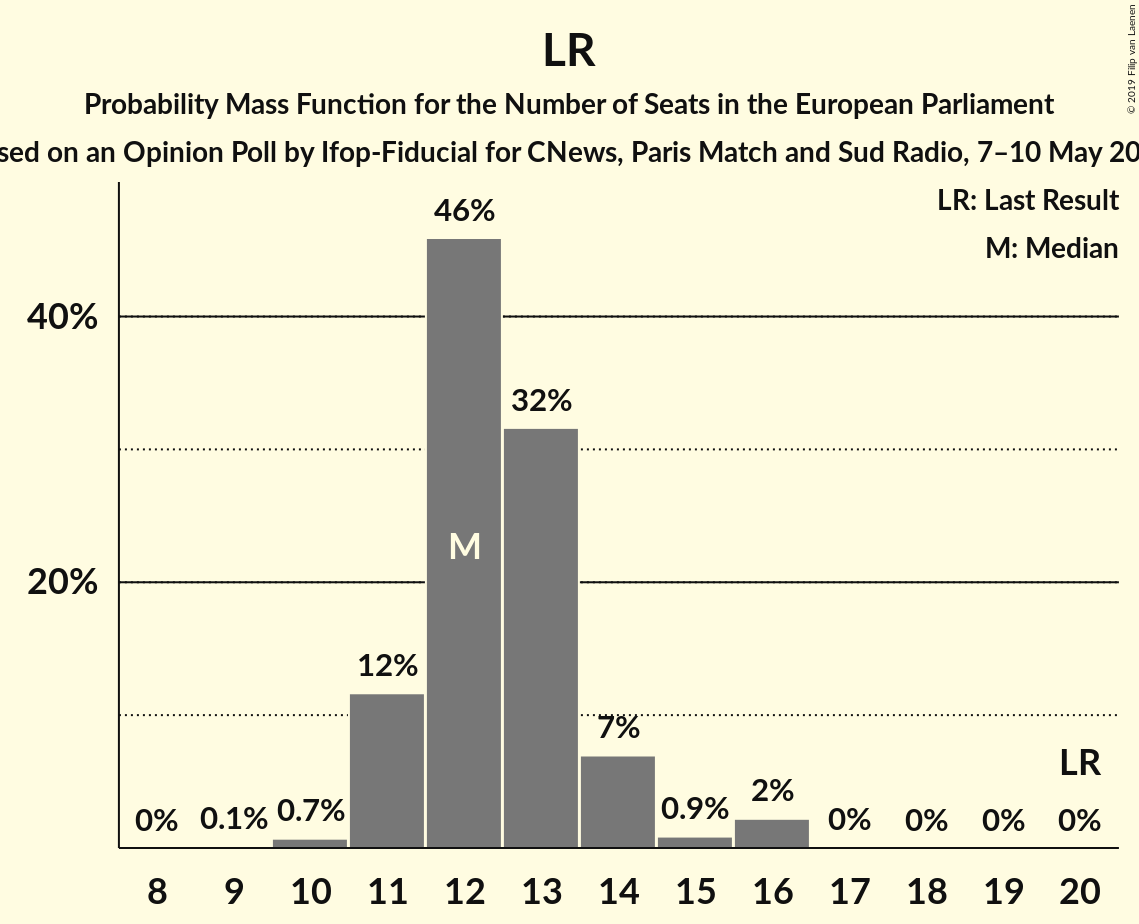 LR
Probability Mass Function for the Number of Seats in the European Parliament
sed on an Opinion Poll by Ifop-Fiducial for CNews, Paris Match and Sud Radio, 7–10 May 20
© 2019 Filip van Laenen
LR: Last Result
M: Median
46%
40%
32%
M
20%
12%
7%
LR
0% 0.1% 0.7% 0.9% 2% 0% 0% 0% 0%
8 9 10 11 12 13 14 15 16 17 18 19 20